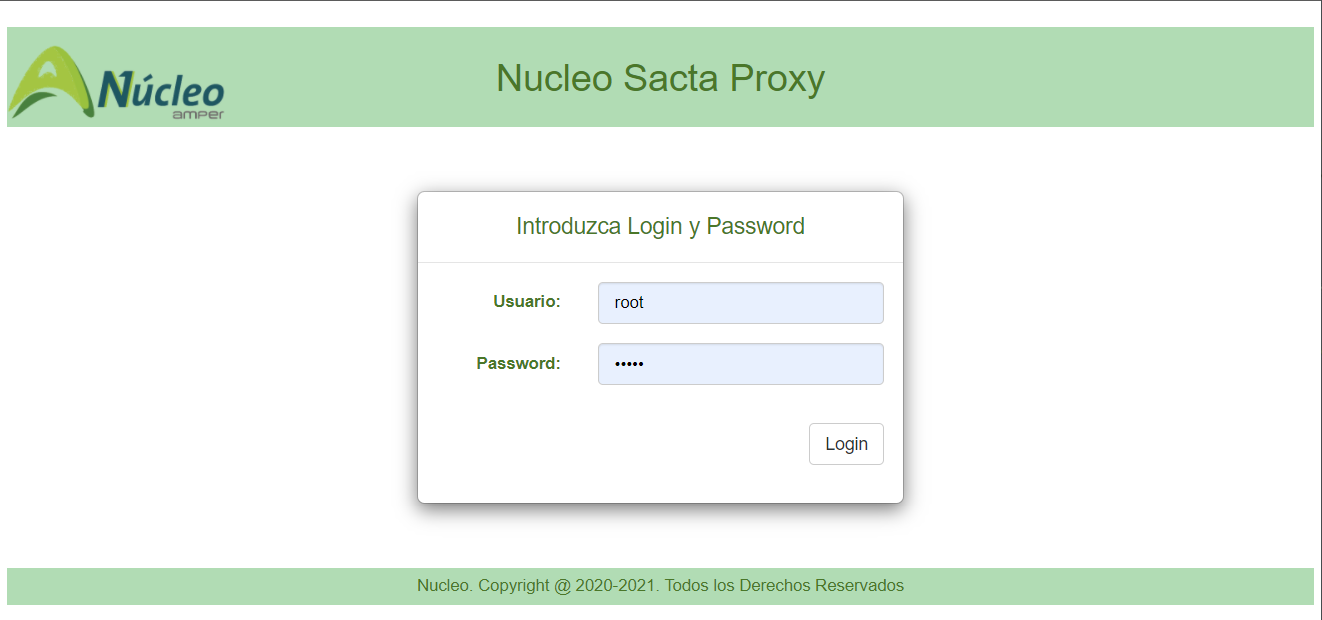 Núcleo
amper
Nucleo Sacta Proxy
Introduzca Login y Password
Usuario: root
Password: •••••
Login
Nucleo. Copyright @ 2020-2021. Todos los Derechos Reservados